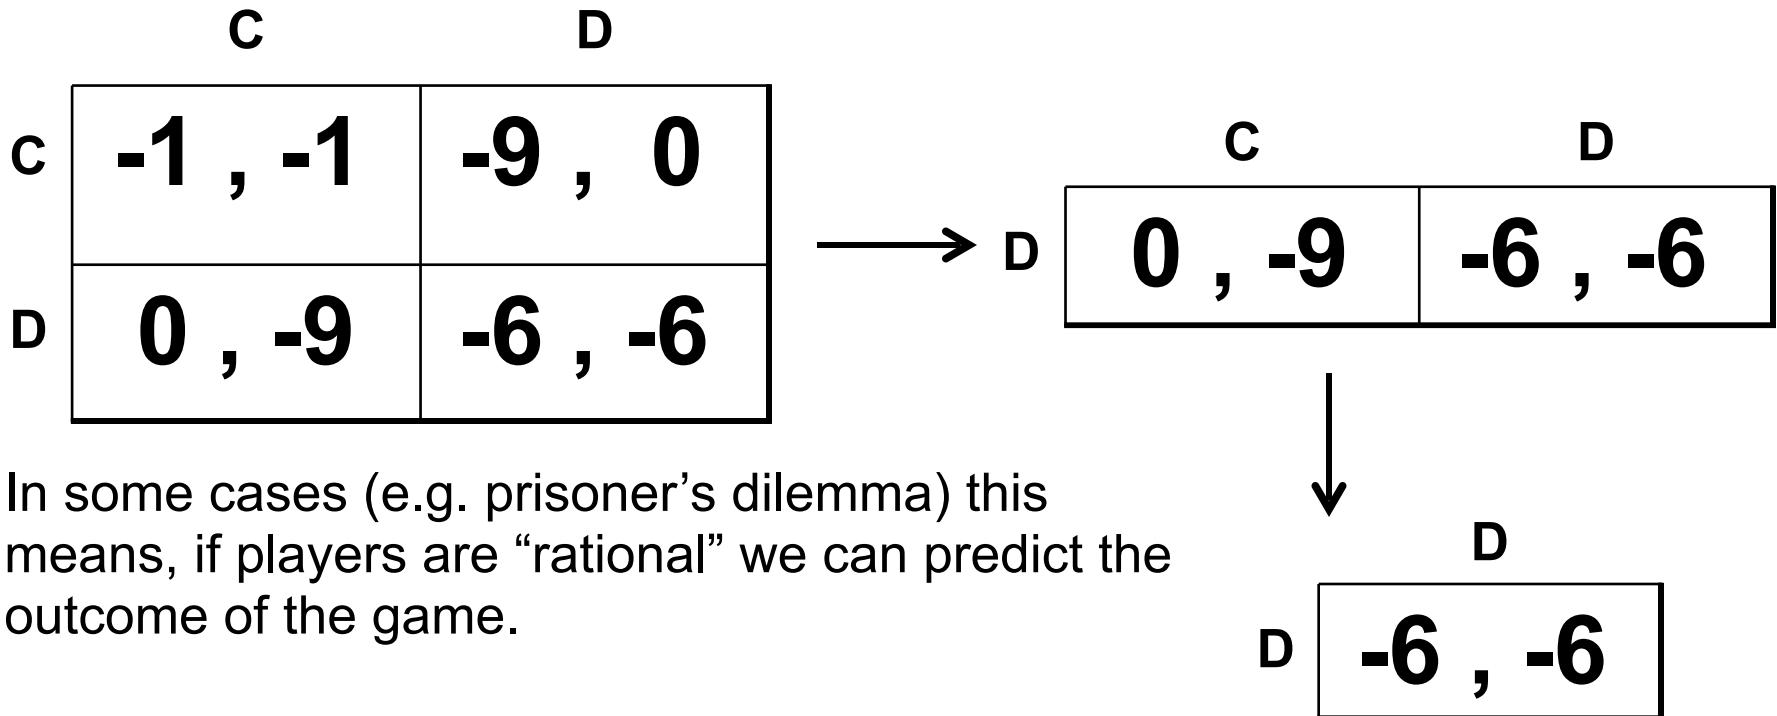 C D
C -1 , -1 -9 , 0
D 0 , -9 -6 , -6
C D
D 0 , -9 -6 , -6
D
D -6 , -6
In some cases (e.g. prisoner’s dilemma) this
means, if players are “rational” we can predict the
outcome of the game.